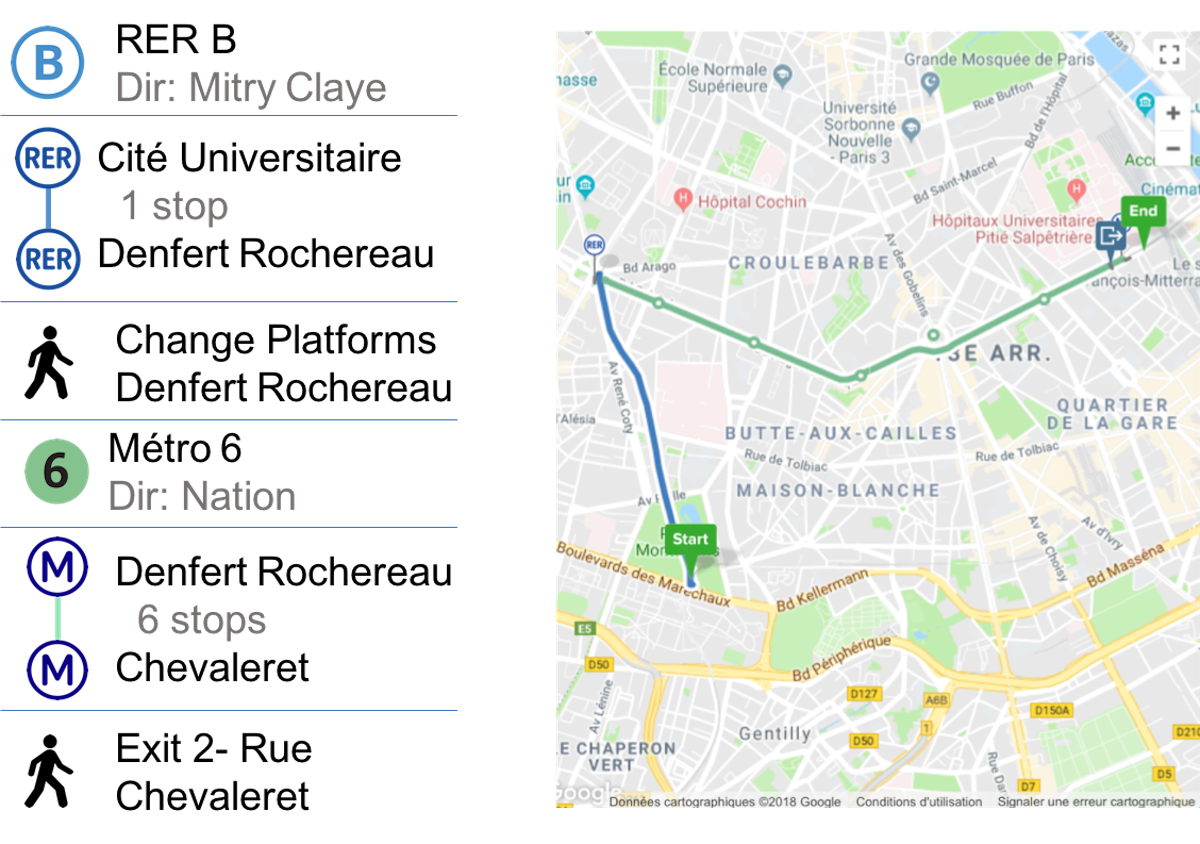 B
RER B
Dir: Mitry Claye
RER
Cité Universitaire
1 stop
RER
Denfert Rochereau
Change Platforms
Denfert Rochereau
6
Métro 6
Dir: Nation
M
Denfert Rochereau
6 stops
M
Chevaleret
Exit 2- Rue
Chevaleret
École Normale
Supérieure
Grande Mosquée de Paris
Rue Buffon
Bd de l'Hôpital
Université
Sorbonne
Nouvelle
- Paris 3
+
−
Bd Saint-Marcel
H
Hôpital Cochin
H
Hôpitaux Universitaires
Pitié Salpêtrière
Cinémat
End
RER
Bd Arago
CROULEBARBE
Av des Gobelins
ançois-Mitterra
13E ARR.
Av René Coty
d'Alésia
QUARTIER
DE LA GARE
BUTTE-AUX-CAILLES
Rue de Tolbiac
Rue de Tolbiac
MAISON-BLANCHE
Start
Av de Choisy
Av d'Ivry
Bd Masséna
Boulevards des Maréchaux
Bd Kellermann
E5
D50
Bd Périphérique
D127
A6B
D150A
Av Lénine
1
Gentilly
D50
D210
LE CHAPERON
VERT
D7
D5
Google
Données cartographiques ©2018 Google
Conditions d'utilisation
Signaler une erreur cartographique